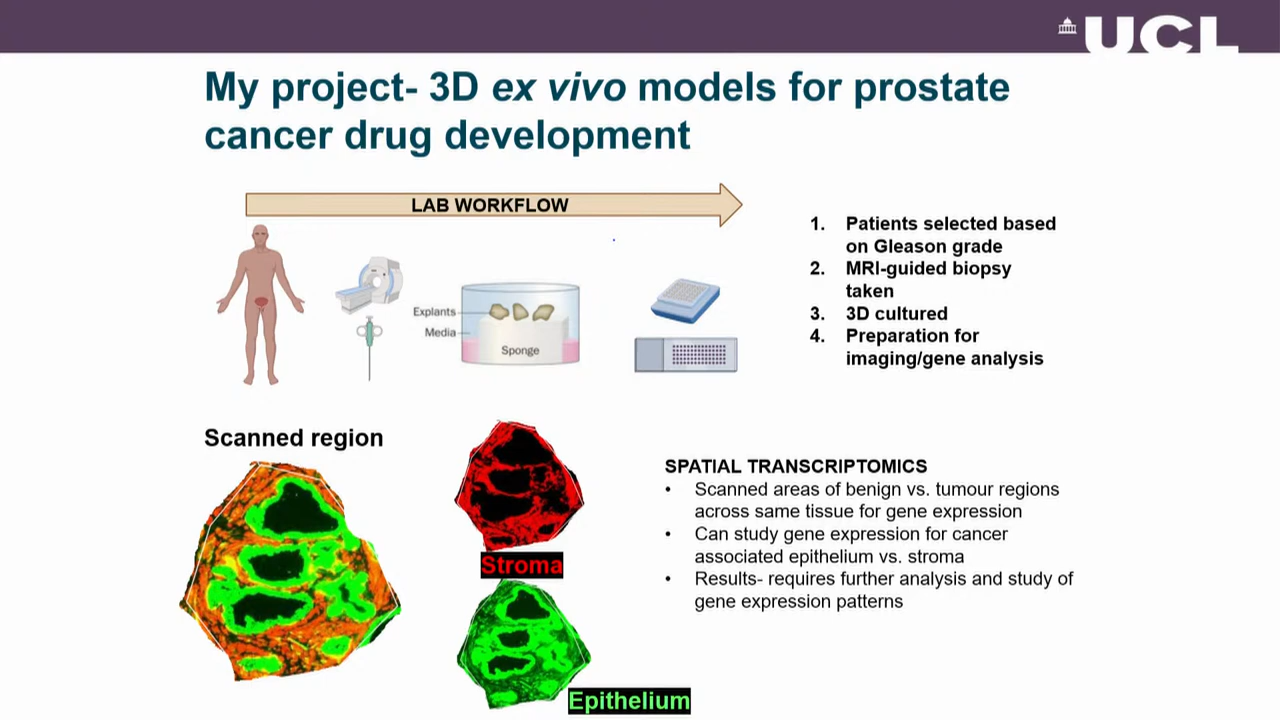 UCL
My project- 3D ex vivo models for prostate
cancer drug development
LAB WORKFLOW
Explants
Media
Sponge
1. Patients selected based
on Gleason grade
2. MRI-guided biopsy
taken
3. 3D cultured
4. Preparation for
imaging/gene analysis
Scanned region
Stroma
Epithelium
SPATIAL TRANSCRIPTOMICS
• Scanned areas of benign vs. tumour regions
across same tissue for gene expression
• Can study gene expression for cancer
associated epithelium vs. stroma
• Results- requires further analysis and study of
gene expression patterns